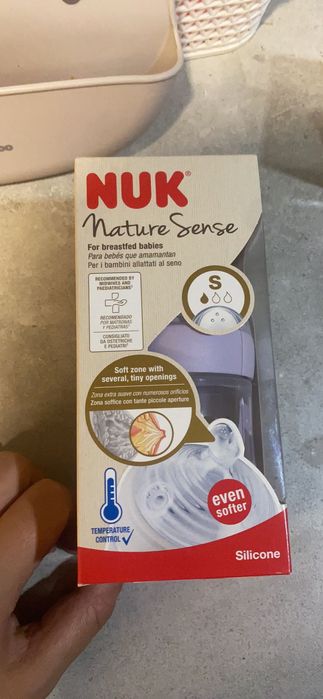 NUK®
Nature Sense
For breastfed babies
Para bebés que amamantan
Per i bambini allattati al seno
RECOMMENDED BY
MIDWIVES AND
PAEDIATRICIANS
RECOMENDADO
POR MATRONAS
Y PEDIATRAS
CONSIGLIATO
DA OSTETRICHE
E PEDIATRI
S
Soft zone with
several, tiny openings
Zona extra suave con numerosos orificios
Zona soffice con tante piccole aperture
TEMPERATURE
CONTROL
even
softer
Silicone